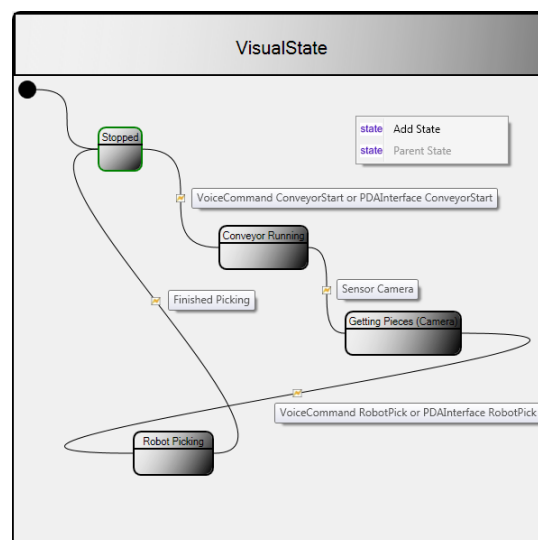 VisualState
Stopped
state Add State
state Parent State
VoiceCommand ConveyorStart or PDAInterface ConveyorStart
Conveyor Running
Sensor Camera
Finished Picking
Getting Pieces (Camera)
VoiceCommand RobotPick or PDAInterface RobotPick
Robot Picking